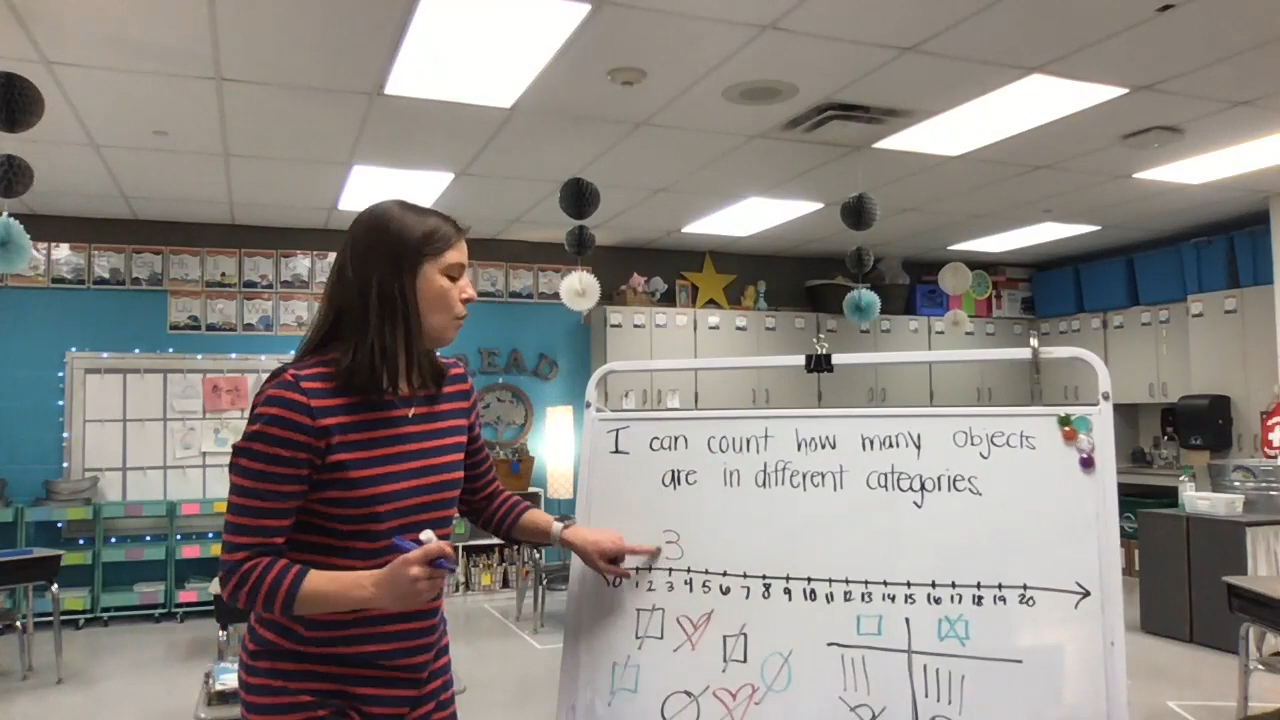 READ
I can count how many objects
are in different categories.
3
0 1 2 3 4 5 6 7 8 9 10 11 12 13 14 15 16 17 18 19 20